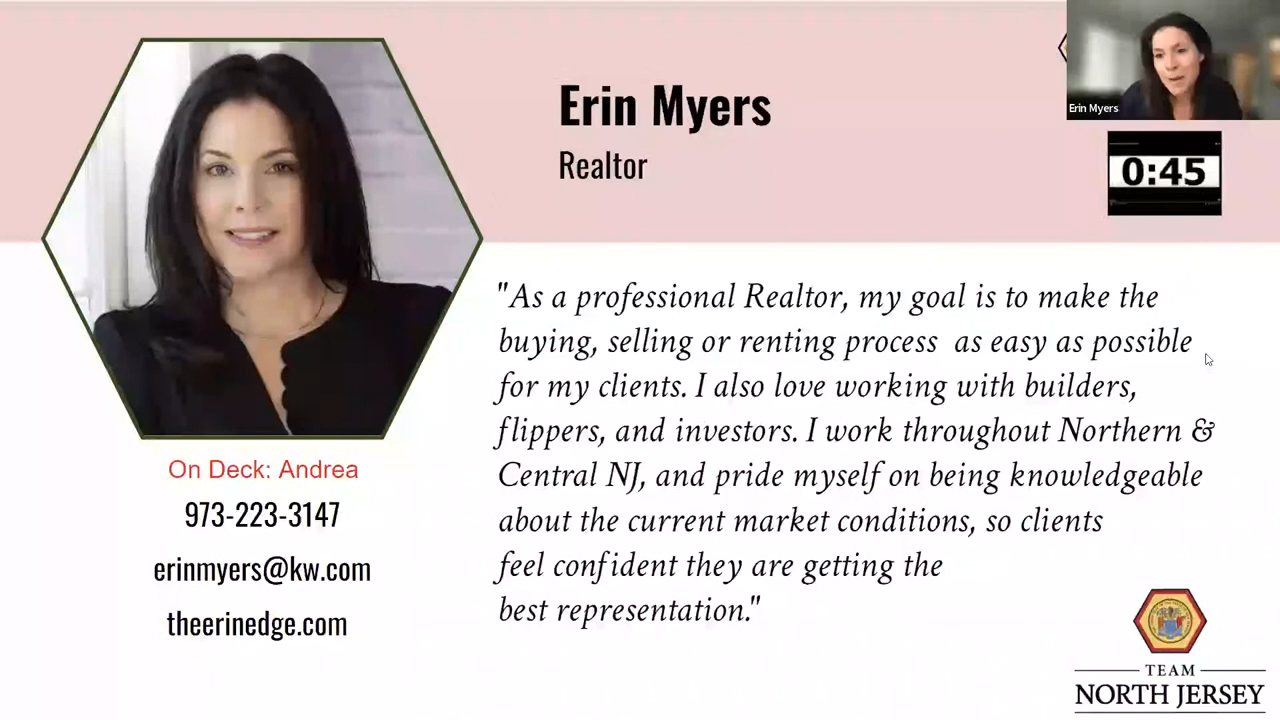 Erin Myers
Realtor
Erin Myers
0:45
"As a professional Realtor, my goal is to make the
buying, selling or renting process as easy as possible
for my clients. I also love working with builders,
flippers, and investors. I work throughout Northern &
Central NJ, and pride myself on being knowledgeable
about the current market conditions, so clients
feel confident they are getting the
best representation."
On Deck: Andrea
973-223-3147
erinmyers@kw.com
theerinedge.com
TEAM
NORTH JERSEY